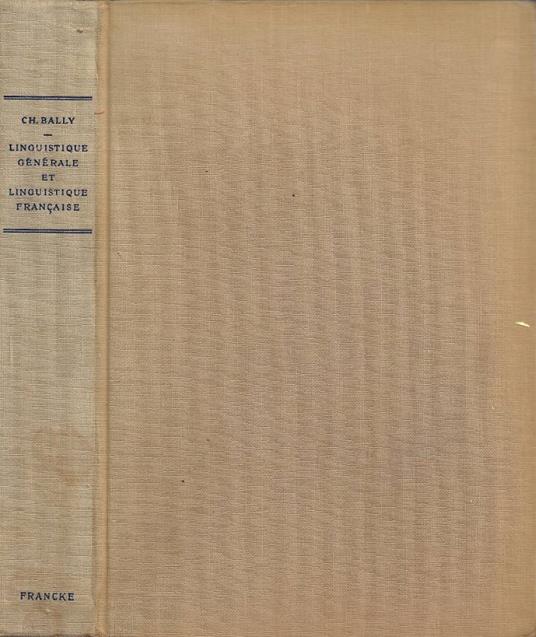 CH. BALLY
—
LINGUISTIQUE
GÉNÉRALE
ET
LINGUISTIQUE
FRANÇAISE
FRANCKE